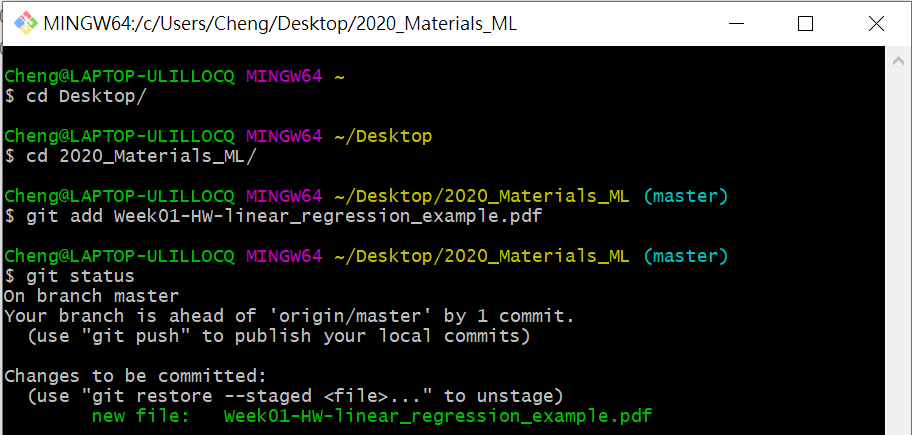 MINGW64:/c/Users/Cheng/Desktop/2020_Materials_ML
Cheng@LAPTOP-ULILLOCQ MINGW64 ~
$ cd Desktop/
Cheng@LAPTOP-ULILLOCQ MINGW64 ~/Desktop
$ cd 2020_Materials_ML/
Cheng@LAPTOP-ULILLOCQ MINGW64 ~/Desktop/2020_Materials_ML (master)
$ git add Week01-HW-linear_regression_example.pdf
Cheng@LAPTOP-ULILLOCQ MINGW64 ~/Desktop/2020_Materials_ML (master)
$ git status
On branch master
Your branch is ahead of 'origin/master' by 1 commit.
  (use "git push" to publish your local commits)
Changes to be committed:
  (use "git restore --staged <file>..." to unstage)
        new file:   Week01-HW-linear_regression_example.pdf